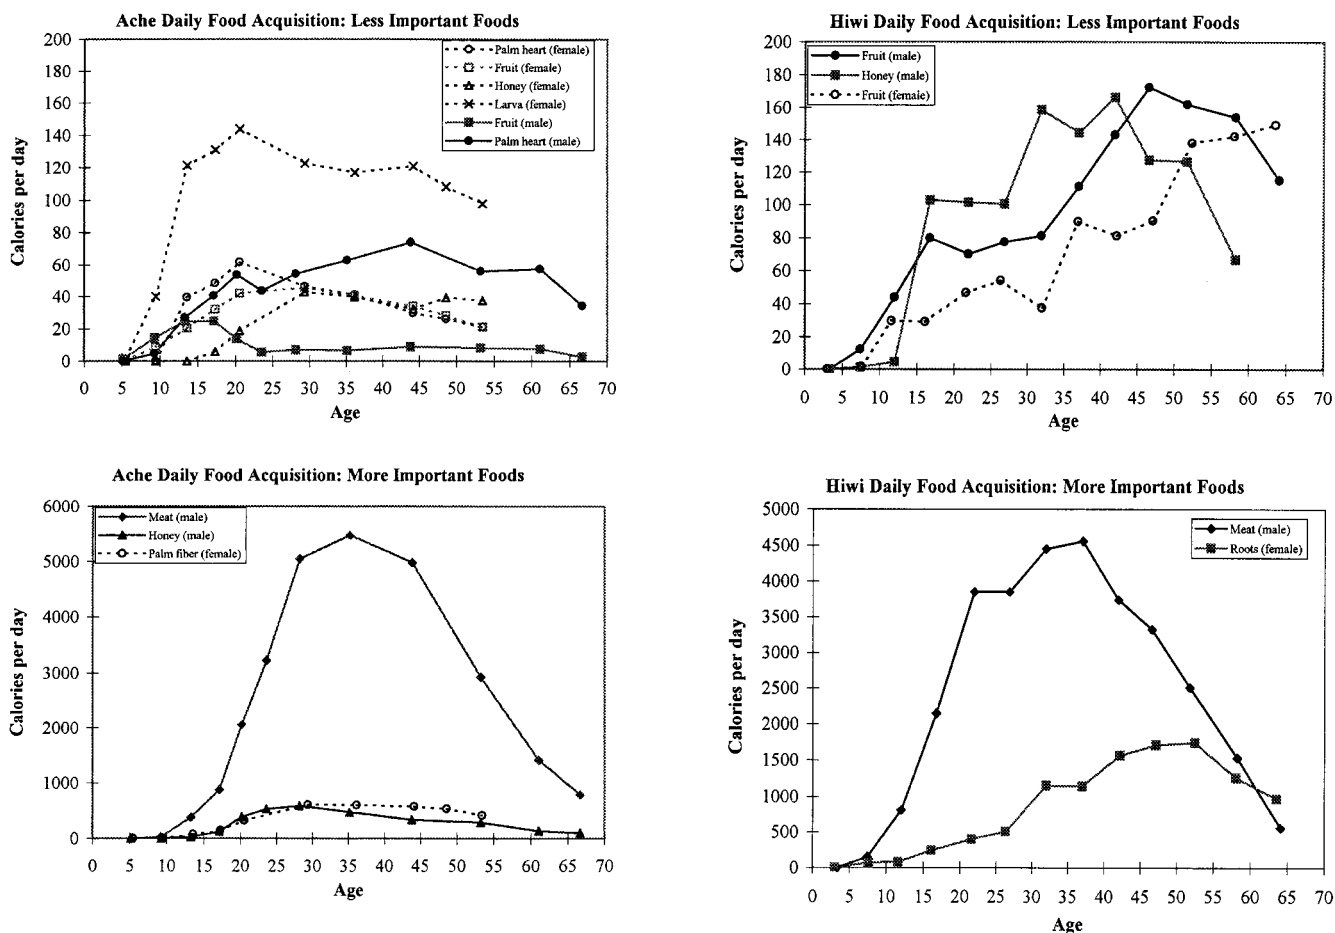 Ache Daily Food Acquisition: Less Important Foods
Calories per day
200
180
160
140
120
100
80
60
40
20
0
Palm heart (female)
Fruit (female)
Honey (female)
Larva (female)
Fruit (male)
Palm heart (male)
0 5 10 15 20 25 30 35 40 45 50 55 60 65 70
Age
Hiwi Daily Food Acquisition: Less Important Foods
Calories per day
200
180
160
140
120
100
80
60
40
20
0
Fruit (male)
Honey (male)
Fruit (female)
0 5 10 15 20 25 30 35 40 45 50 55 60 65 70
Age
Ache Daily Food Acquisition: More Important Foods
Calories per day
6000
5000
4000
3000
2000
1000
0
Meat (male)
Honey (male)
Palm fiber (female)
0 5 10 15 20 25 30 35 40 45 50 55 60 65 70
Age
Hiwi Daily Food Acquisition: More Important Foods
Calories per day
5000
4500
4000
3500
3000
2500
2000
1500
1000
500
0
Meat (male)
Roots (female)
0 5 10 15 20 25 30 35 40 45 50 55 60 65 70
Age